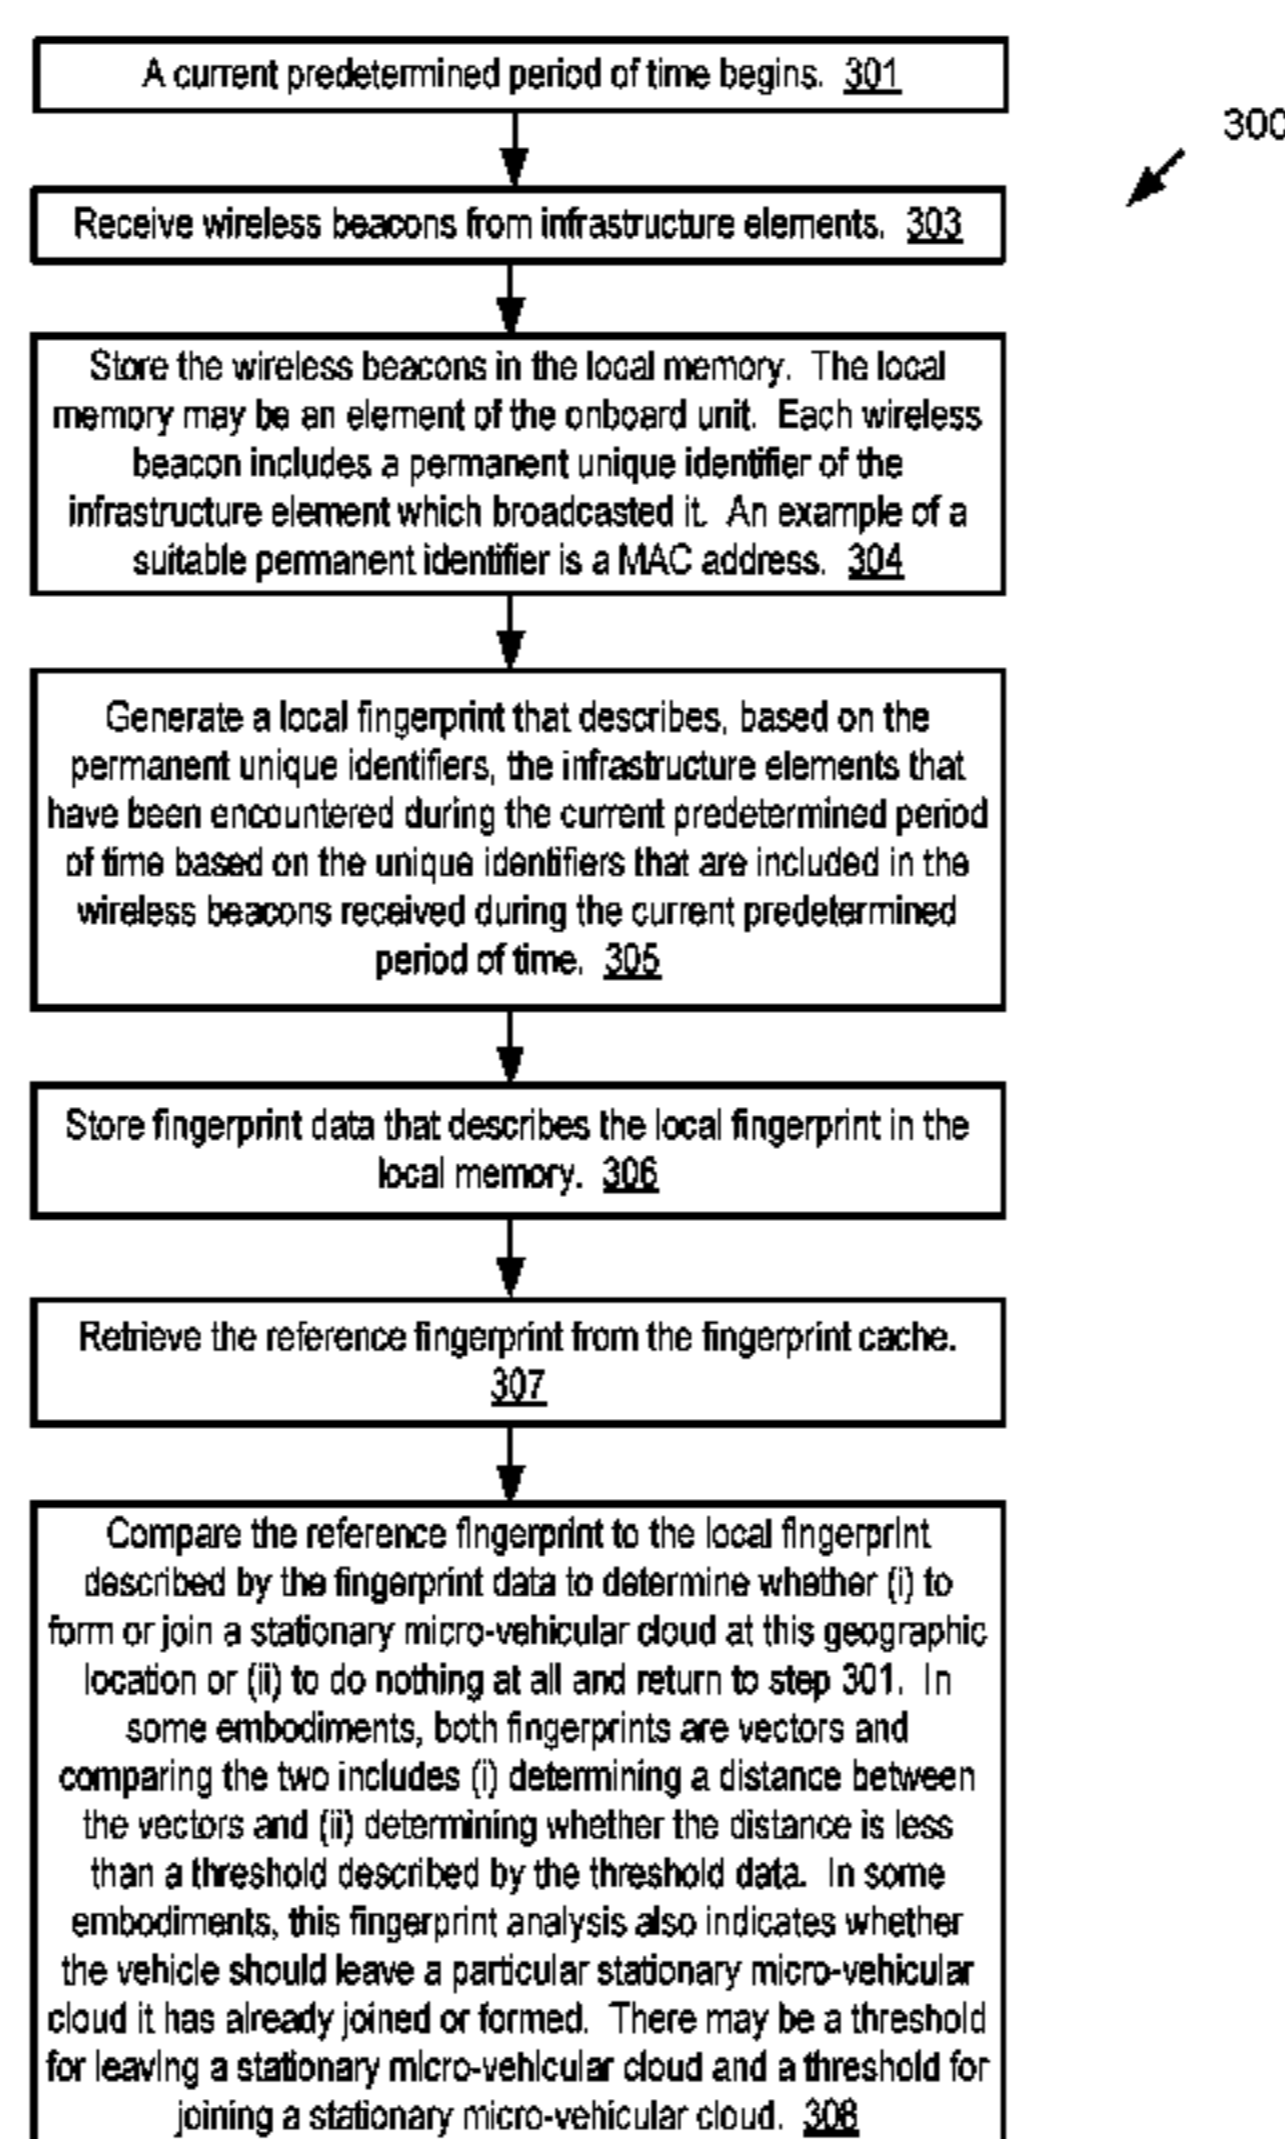 A current predetermined period of time begins. 301
300
Receive wireless beacons from infrastructure elements. 303
Store the wireless beacons in the local memory. The local
memory may be an element of the onboard unit. Each wireless
beacon includes a permanent unique identifier of the
infrastructure element which broadcasted it. An example of a
suitable permanent identifier is a MAC address. 304
Generate a local fingerprint that describes, based on the
permanent unique identifiers, the infrastructure elements that
have been encountered during the current predetermined period
of time based on the unique identifiers that are included in the
wireless beacons received during the current predetermined
period of time. 305
Store fingerprint data that describes the local fingerprint in the
local memory. 306
Retrieve the reference fingerprint from the fingerprint cache.
307
Compare the reference fingerprint to the local fingerprint
described by the fingerprint data to determine whether (i) to
form or join a stationary micro-vehicular cloud at this geographic
location or (ii) to do nothing at all and return to step 301. In
some embodiments, both fingerprints are vectors and
comparing the two includes (i) determining a distance between
the vectors and (ii) determining whether the distance is less
than a threshold described by the threshold data. In some
embodiments, this fingerprint analysis also indicates whether
the vehicle should leave a particular stationary micro-vehicular
cloud it has already joined or formed. There may be a threshold
for leaving a stationary micro-vehicular cloud and a threshold for
joining a stationary micro-vehicular cloud. 308